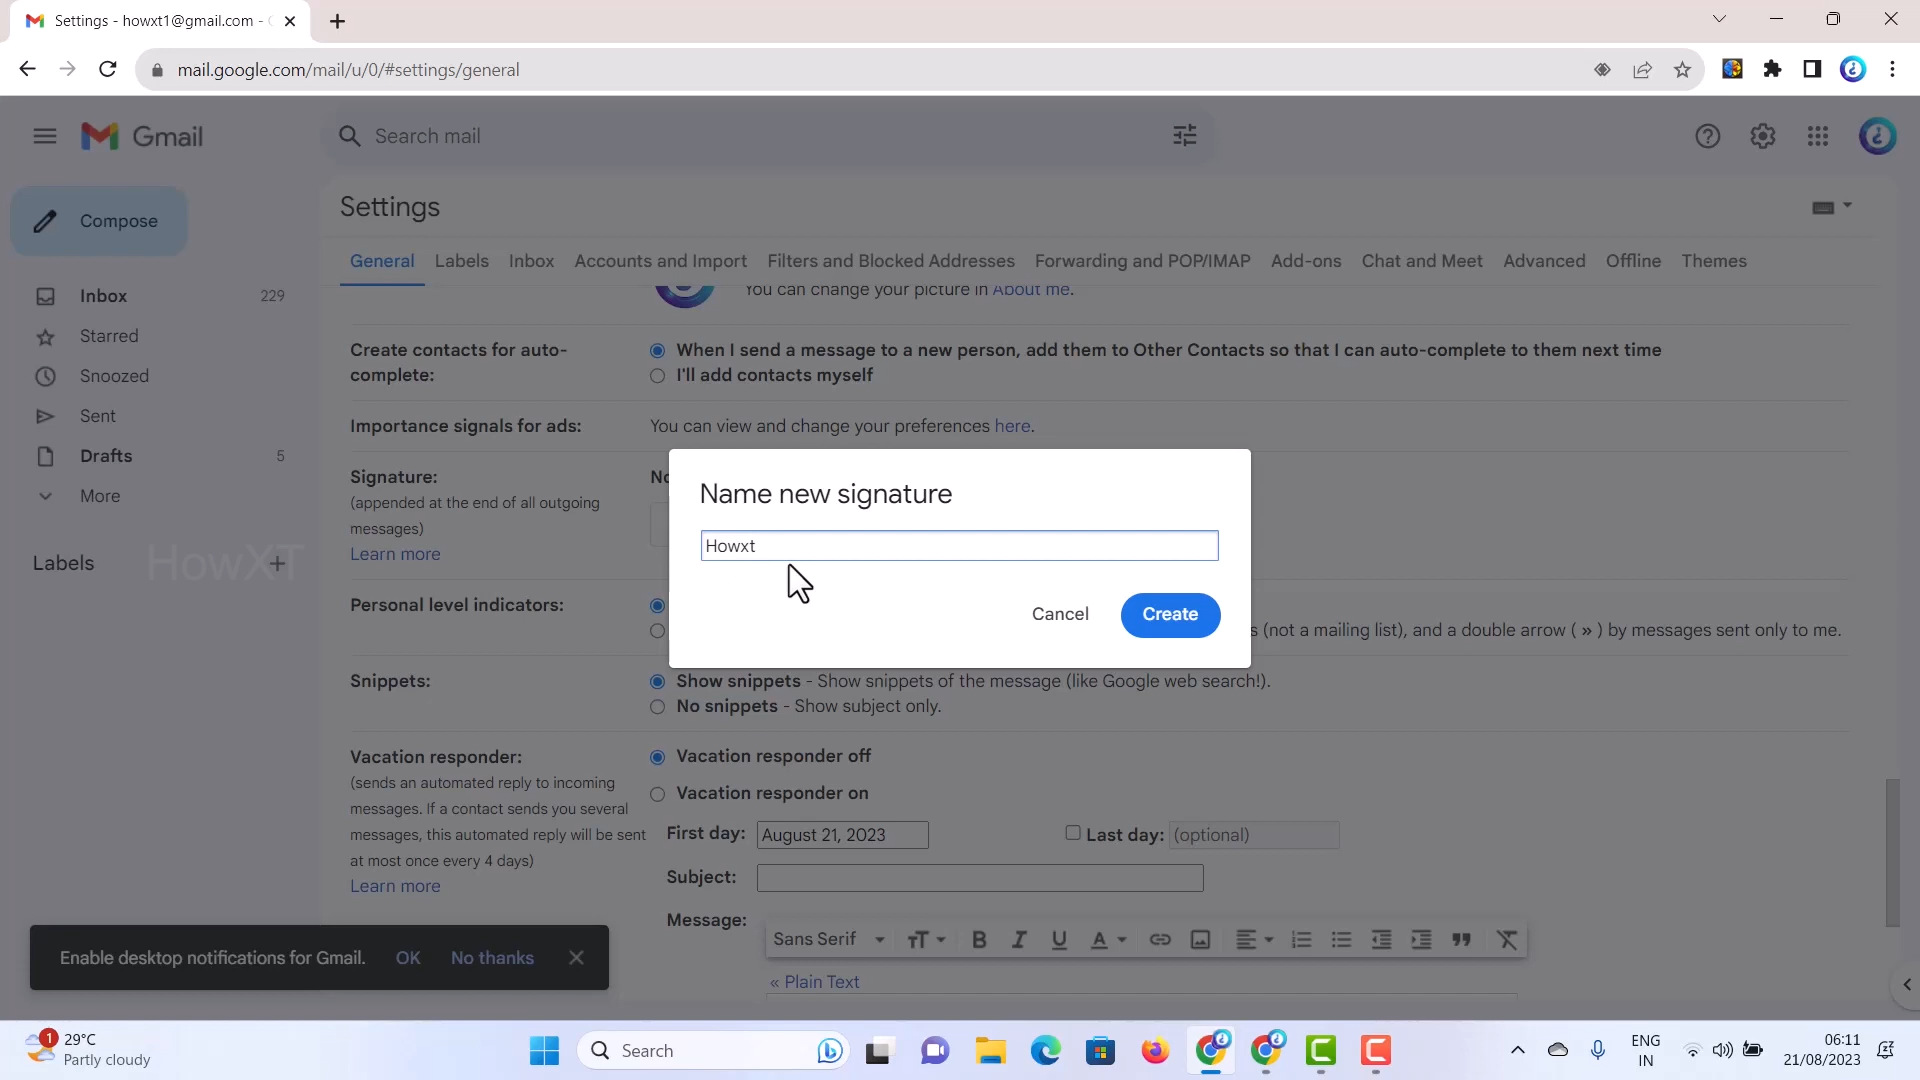 Settings - howxt1@gmail.com -
mail.google.com/mail/u/0/#settings/general
Gmail
Search mail
Compose
Settings
General Labels Inbox Accounts and Import Filters and Blocked Addresses Forwarding and POP/IMAP Add-ons Chat and Meet Advanced Offline Themes
Inbox 229
Starred
Snoozed
Sent
Drafts 5
More
Labels
HowXT
You can change your picture in About me.
Create contacts for auto-
complete:
When I send a message to a new person, add them to Other Contacts so that I can auto-complete to them next time
I'll add contacts myself
Importance signals for ads: You can view and change your preferences here.
Signature:
(appended at the end of all outgoing
messages)
Learn more
Name new signature
Howxt
Cancel Create
Personal level indicators:
(not a mailing list), and a double arrow ( » ) by messages sent only to me.
Snippets:
Show snippets - Show snippets of the message (like Google web search!).
No snippets - Show subject only.
Vacation responder:
(sends an automated reply to incoming
messages. If a contact sends you several
messages, this automated reply will be sent
at most once every 4 days)
Learn more
Vacation responder off
Vacation responder on
First day: August 21, 2023 Last day: (optional)
Subject:
Message:
Sans Serif
« Plain Text
Enable desktop notifications for Gmail. OK No thanks
1
29°C
Partly cloudy
Search
ENG
IN
06:11
21/08/2023